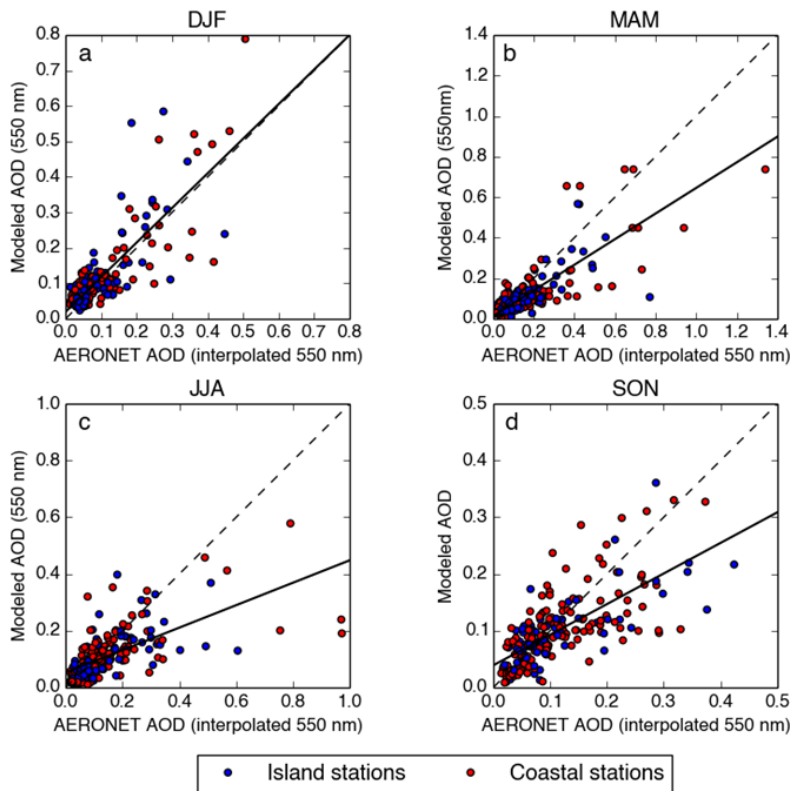 DJF
a
Modeled AOD (550 nm)
0.8
0.7
0.6
0.5
0.4
0.3
0.2
0.1
0.0
0.0 0.1 0.2 0.3 0.4 0.5 0.6 0.7 0.8
AERONET AOD (interpolated 550 nm)
MAM
b
Modeled AOD (550nm)
1.4
1.2
1.0
0.8
0.6
0.4
0.2
0.0
0.0 0.2 0.4 0.6 0.8 1.0 1.2 1.4
AERONET AOD (interpolated 550 nm)
JJA
c
Modeled AOD (550 nm)
1.0
0.8
0.6
0.4
0.2
0.0
0.0 0.2 0.4 0.6 0.8 1.0
AERONET AOD (interpolated 550 nm)
SON
d
Modeled AOD
0.5
0.4
0.3
0.2
0.1
0.0
0.0 0.1 0.2 0.3 0.4 0.5
AERONET AOD (interpolated 550 nm)
Island stations Coastal stations